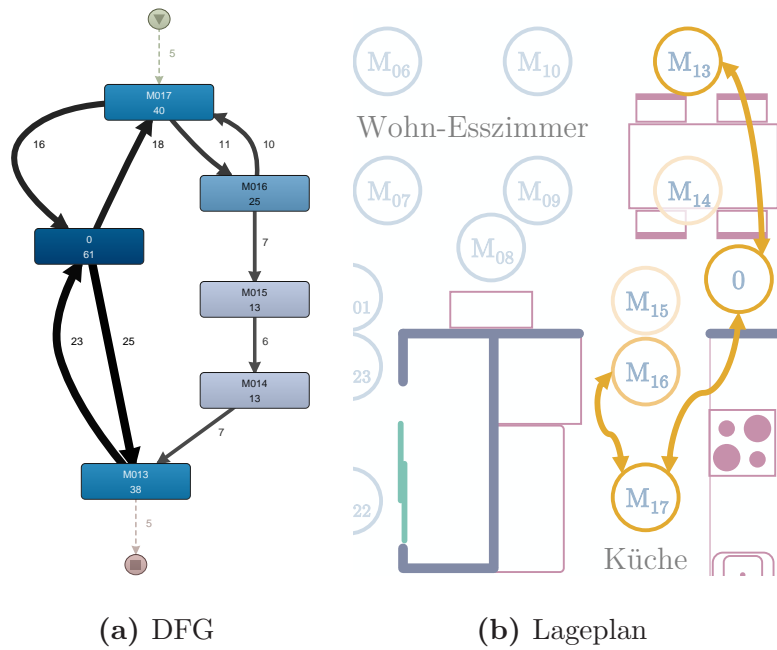 5
M017
40
16
18
11
10
M016
25
0
61
7
M015
13
23
25
6
M014
13
7
M013
38
5
M06
M10
M13
Wohn-Esszimmer
M07
M09
M14
M08
0
01
M15
23
M16
22
M17
Küche
(a) DFG
(b) Lageplan